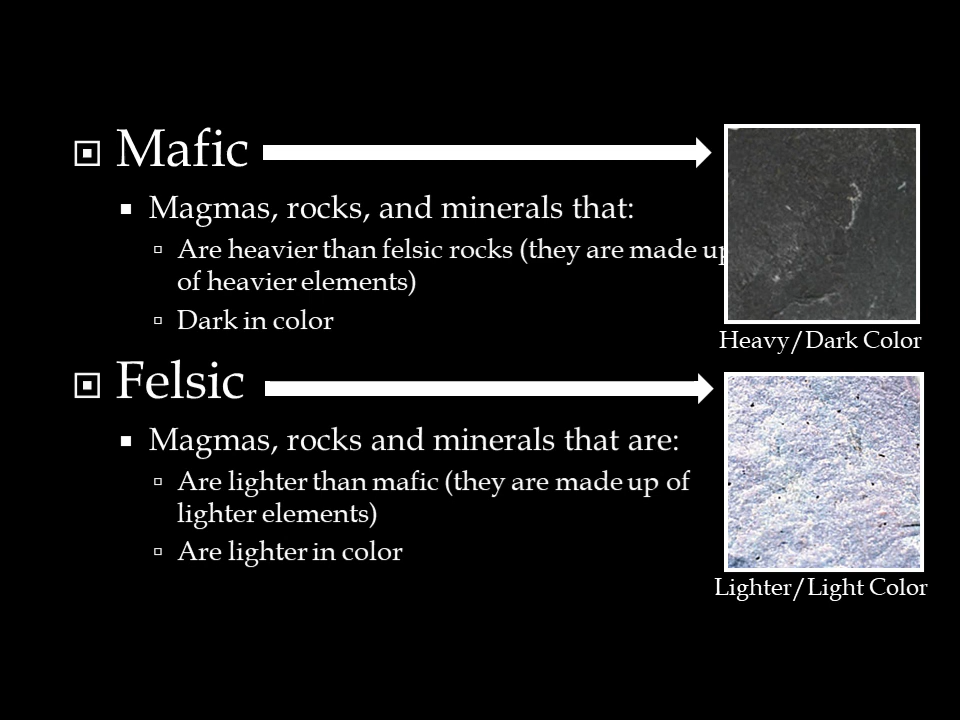 Mafic
Magmas, rocks, and minerals that:
Are heavier than felsic rocks (they are made up
of heavier elements)
Dark in color
Heavy/Dark Color
Felsic
Magmas, rocks and minerals that are:
Are lighter than mafic (they are made up of
lighter elements)
Are lighter in color
Lighter/Light Color